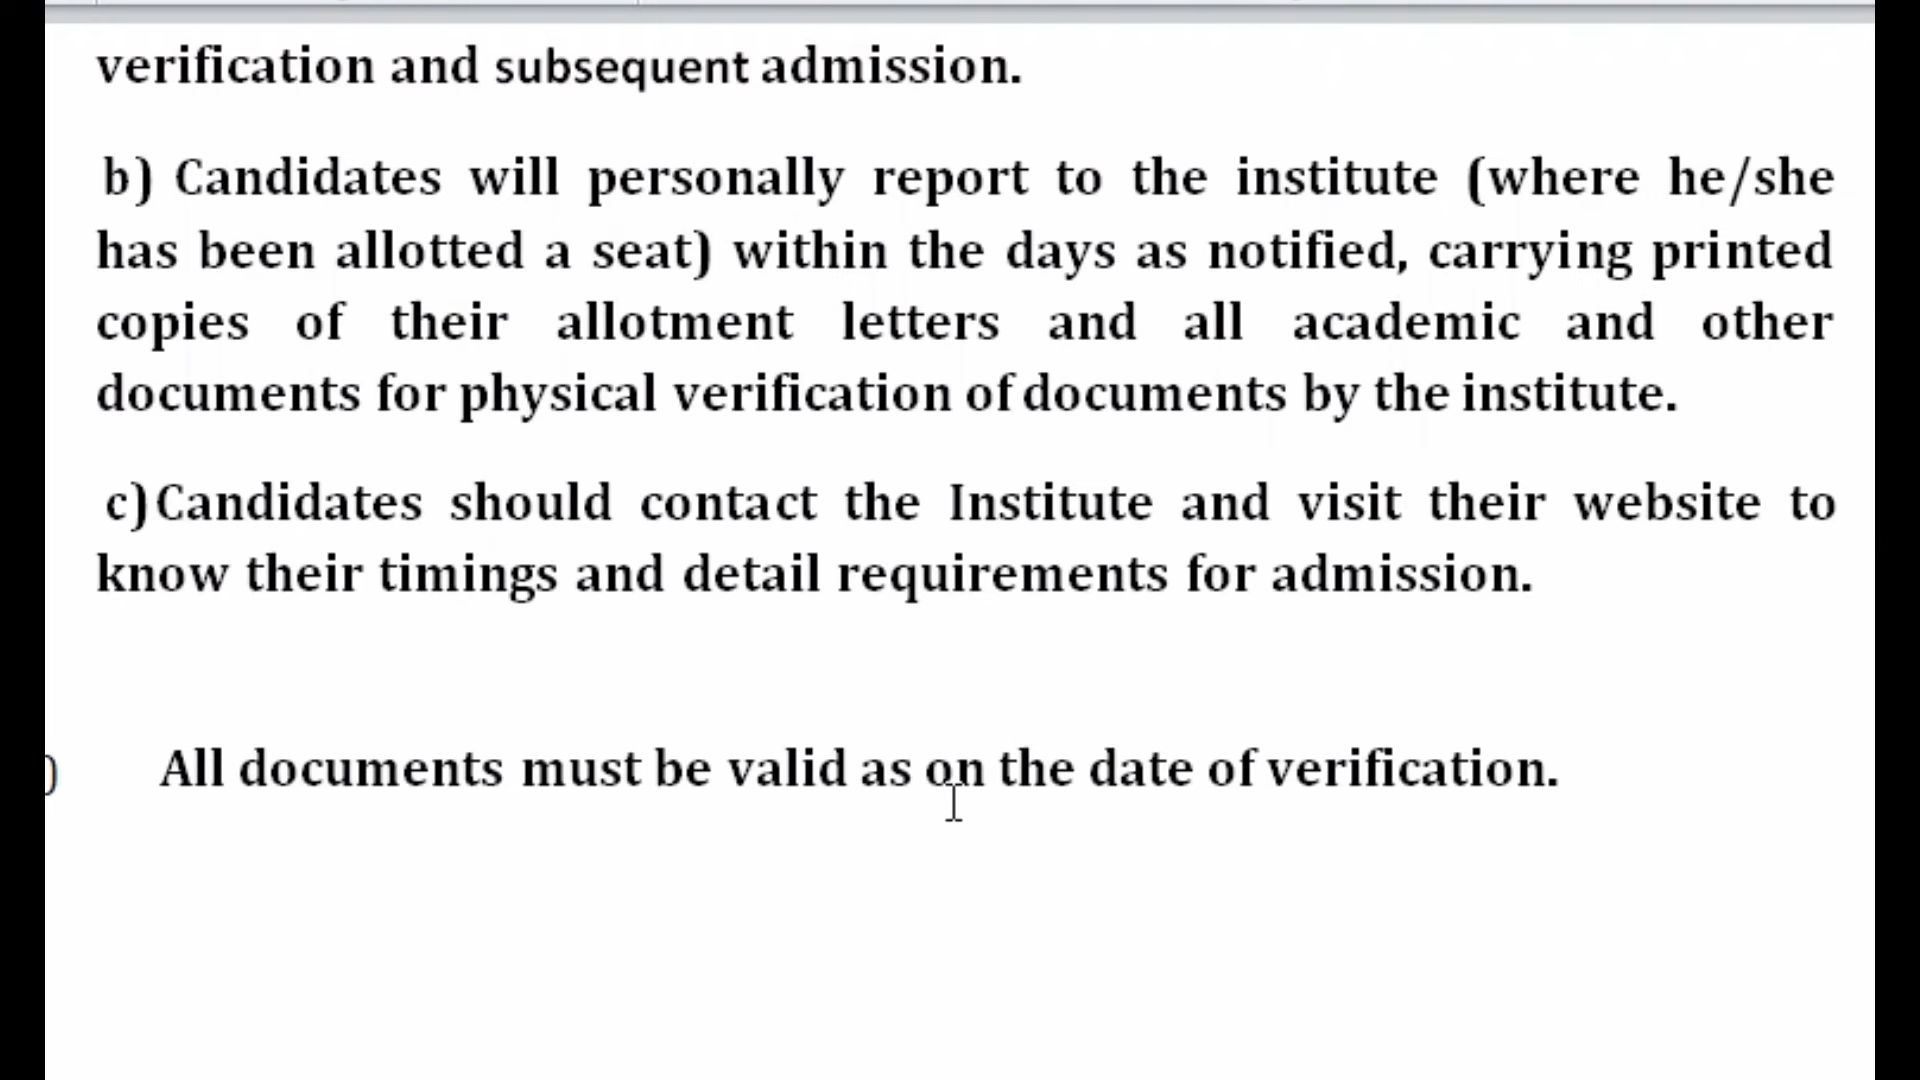 verification and subsequent admission.
b) Candidates will personally report to the institute (where he/she
has been allotted a seat) within the days as notified, carrying printed
copies of their allotment letters and all academic and other
documents for physical verification of documents by the institute.
c)Candidates should contact the Institute and visit their website to
know their timings and detail requirements for admission.
) All documents must be valid as on the date of verification.